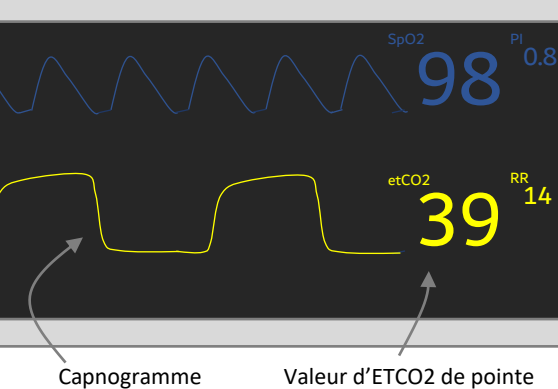 SpO2
98
PI
0.8
etCO2
39
RR
14
Capnogramme
Valeur d’ETCO2 de pointe